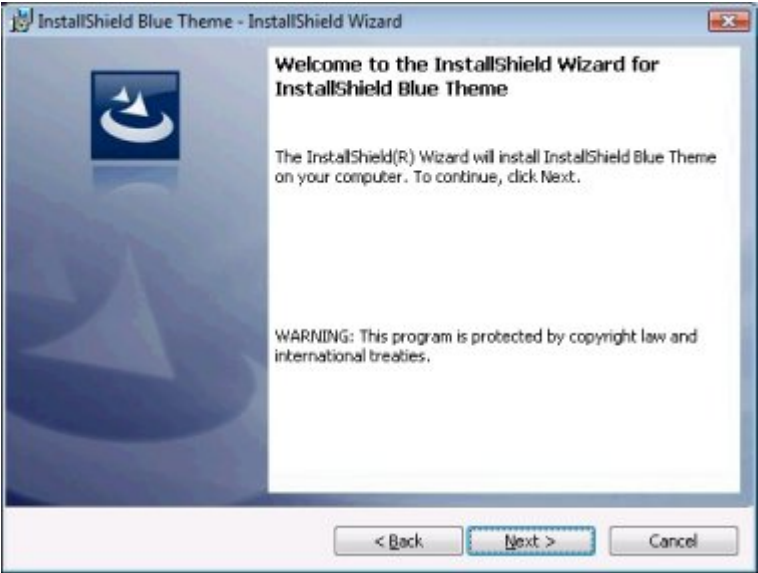 InstallShield Blue Theme - InstallShield Wizard
Welcome to the InstallShield Wizard for
InstallShield Blue Theme
The InstallShield(R) Wizard will install InstallShield Blue Theme
on your computer. To continue, click Next.
WARNING: This program is protected by copyright law and
international treaties.
< Back
Next >
Cancel